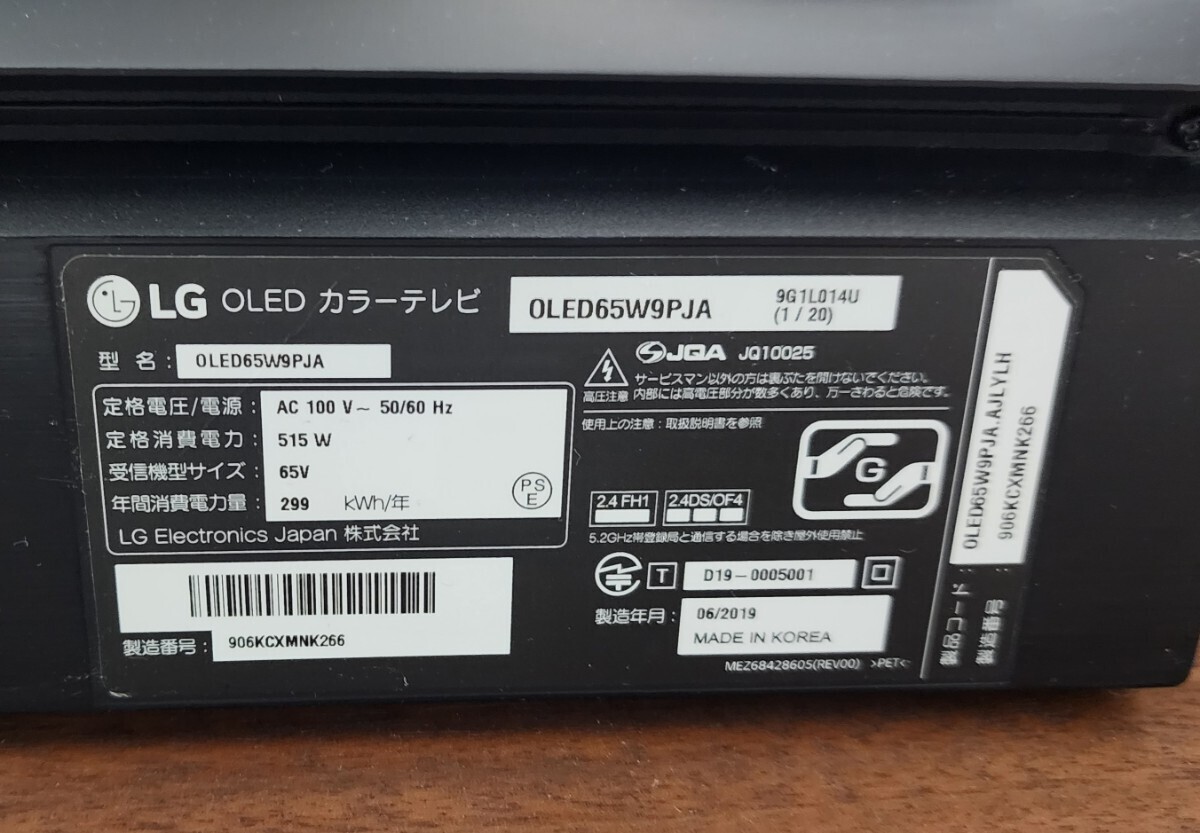 LG OLED カラーテレビ
OLED65W9PJA
9G1L014U
(1 / 20)
型 名 : OLED65W9PJA
定格電圧/電源 : AC 100 V~ 50/60 Hz
定格消費電力 : 515 W
受信機型サイズ : 65V
年間消費電力量 : 299 kWh/年
PS
E
LG Electronics Japan 株式会社
製造番号 : 906KCXMNK266
JQA JQ10025
高圧注意
サービスマン以外の方は裏ぶたを開けないでください。
内部には高電圧部分が数多くあり、万一さわると危険です。
使用上の注意 : 取扱説明書を参照
G
2.4 FH1
2.4DS/OF4
5.2GHz帯登録局と通信する場合を除き屋外使用禁止
T D19-0005001
製造年月 : 06/2019
MADE IN KOREA
MEZ68428605(REV00) >PET<
製品コード : OLED65W9PJA.AJLYLH
製造番号 : 906KCXMNK266